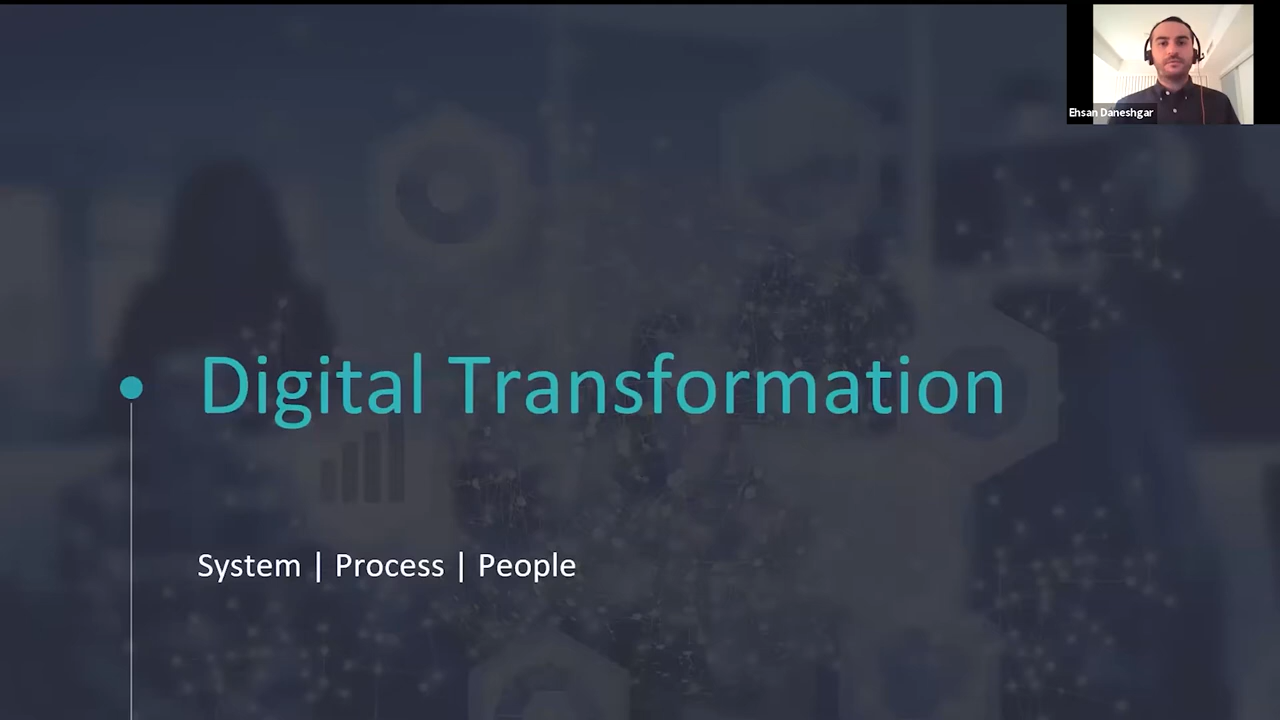 Ehsan Daneshgar
Digital Transformation
System | Process | People